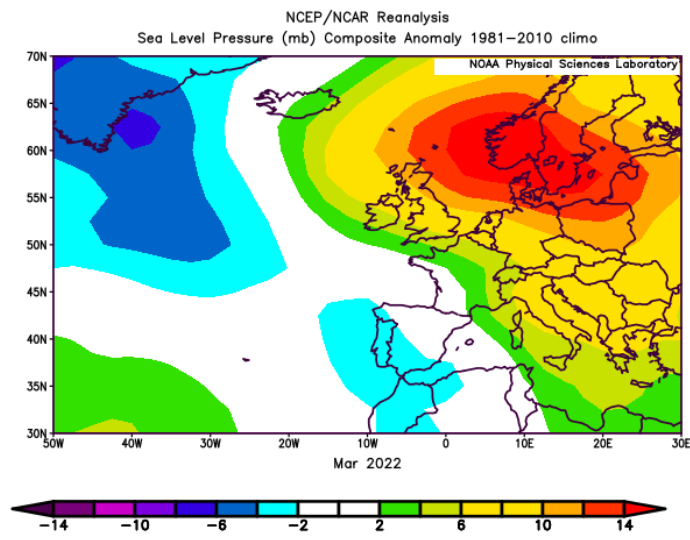 NCEP/NCAR Reanalysis
Sea Level Pressure (mb) Composite Anomaly 1981−2010 climo
NOAA Physical Sciences Laboratory
70N
65N
60N
55N
50N
45N
40N
35N
30N
50W 40W 30W 20W 10W 0 10E 20E 30E
Mar 2022
−14 −10 −6 −2 2 6 10 14